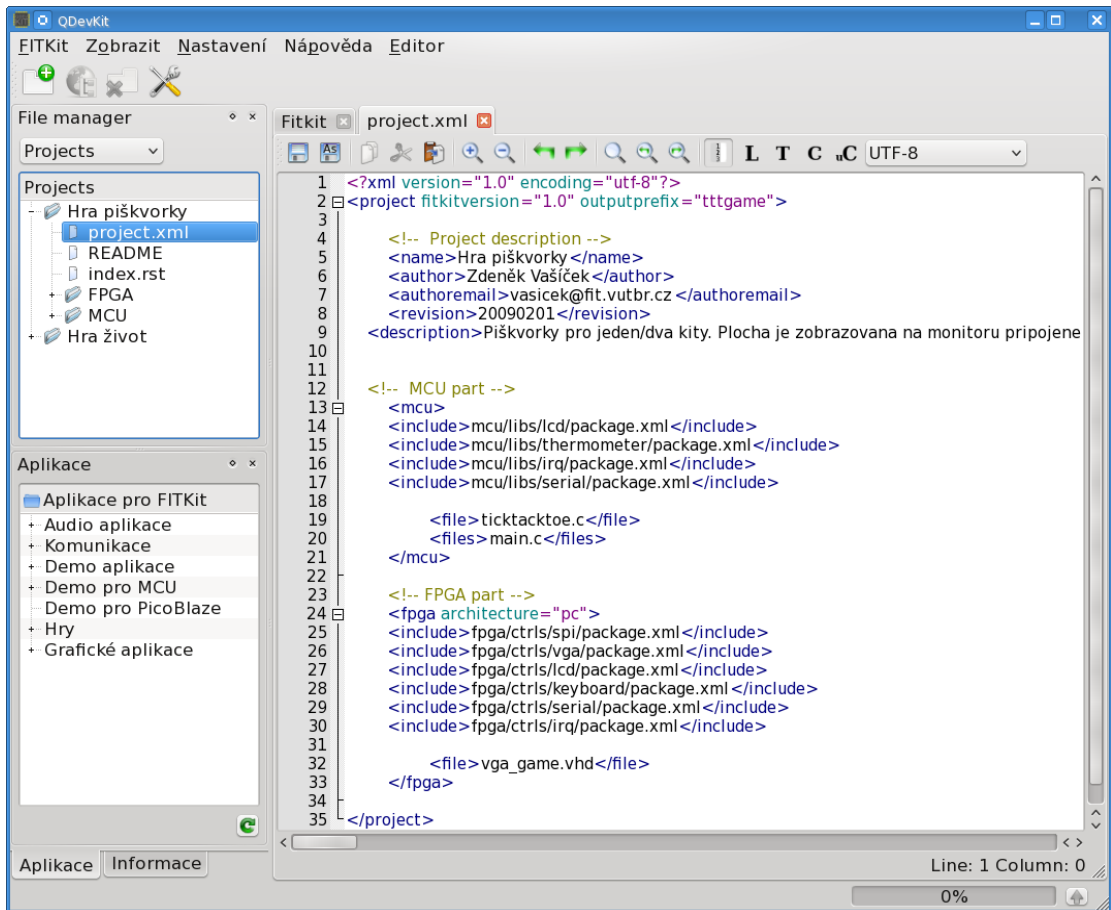 QDevKit
FITKit Zobrazit Nastavení Nápověda Editor
File manager
Projects
Projects
Hra piškvorky
project.xml
README
index.rst
FPGA
MCU
Hra život
Aplikace
Aplikace pro FITKit
Audio aplikace
Komunikace
Demo aplikace
Demo pro MCU
Demo pro PicoBlaze
Hry
Grafické aplikace
Aplikace Informace
Fitkit project.xml
As L T C uC UTF-8
1 <?xml version="1.0" encoding="utf-8"?>
2 <project fitkitversion="1.0" outputprefix="tttgame">
3
4 <!-- Project description -->
5 <name>Hra piškvorky</name>
6 <author>Zdeněk Vašíček</author>
7 <authoremail>vasicek@fit.vutbr.cz</authoremail>
8 <revision>20090201</revision>
9 <description>Piškvorky pro jeden/dva kity. Plocha je zobrazovana na monitoru pripojene
10
11
12 <!-- MCU part -->
13 <mcu>
14 <include>mcu/libs/lcd/package.xml</include>
15 <include>mcu/libs/thermometer/package.xml</include>
16 <include>mcu/libs/irq/package.xml</include>
17 <include>mcu/libs/serial/package.xml</include>
18
19 <file>ticktacktoe.c</file>
20 <files>main.c</files>
21 </mcu>
22
23 <!-- FPGA part -->
24 <fpga architecture="pc">
25 <include>fpga/ctrls/spi/package.xml</include>
26 <include>fpga/ctrls/vga/package.xml</include>
27 <include>fpga/ctrls/lcd/package.xml</include>
28 <include>fpga/ctrls/keyboard/package.xml</include>
29 <include>fpga/ctrls/serial/package.xml</include>
30 <include>fpga/ctrls/irq/package.xml</include>
31
32 <file>vga_game.vhd</file>
33 </fpga>
34
35 </project>
Line: 1 Column: 0
0%